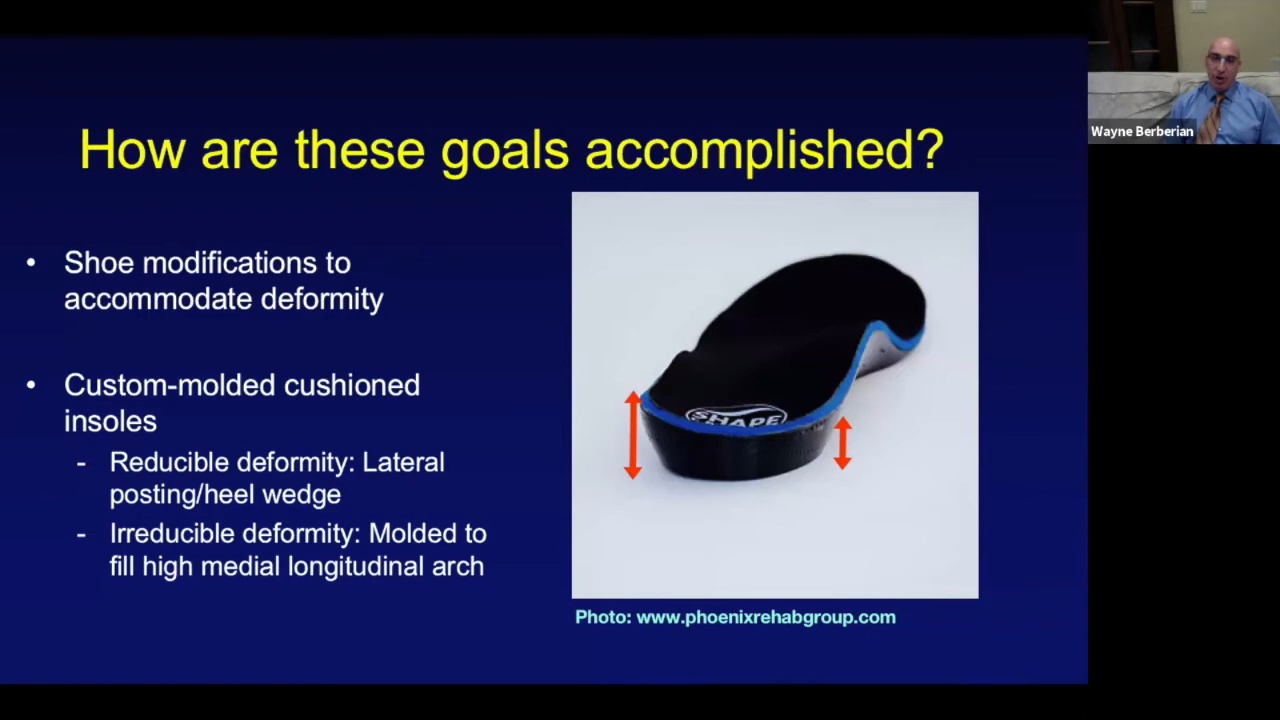 How are these goals accomplished?
• Shoe modifications to
accommodate deformity
• Custom-molded cushioned
insoles
- Reducible deformity: Lateral
posting/heel wedge
- Irreducible deformity: Molded to
fill high medial longitudinal arch
SHAPE
Photo: www.phoenixrehabgroup.com
Wayne Berberian